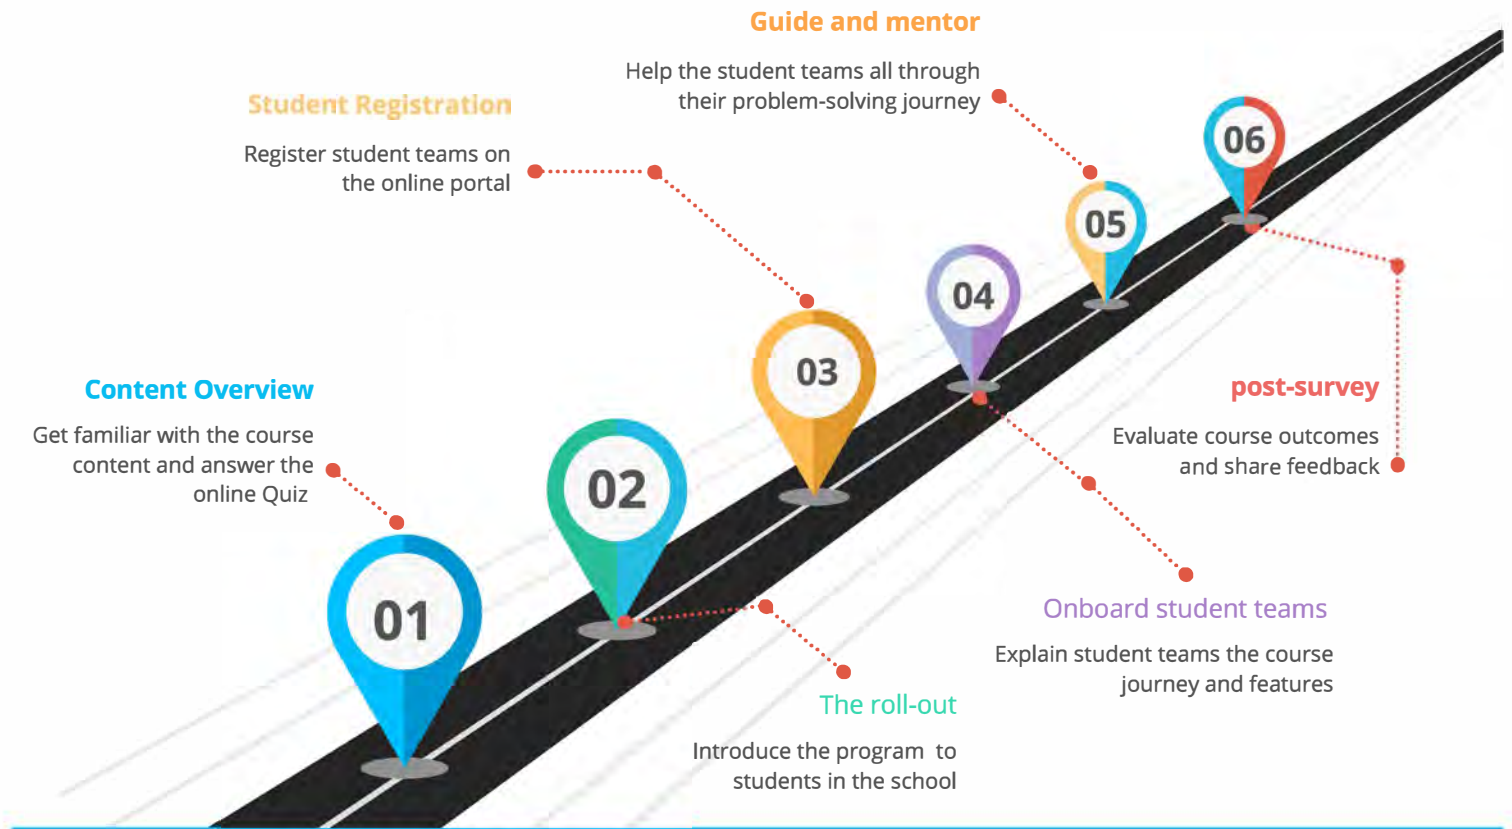 Guide and mentor
Help the student teams all through
their problem-solving journey
Student Registration
Register student teams on
the online portal
06
05
04
03
Content Overview
Get familiar with the course
content and answer the
online Quiz
post-survey
Evaluate course outcomes
and share feedback
02
01
Onboard student teams
Explain student teams the course
journey and features
The roll-out
Introduce the program to
students in the school